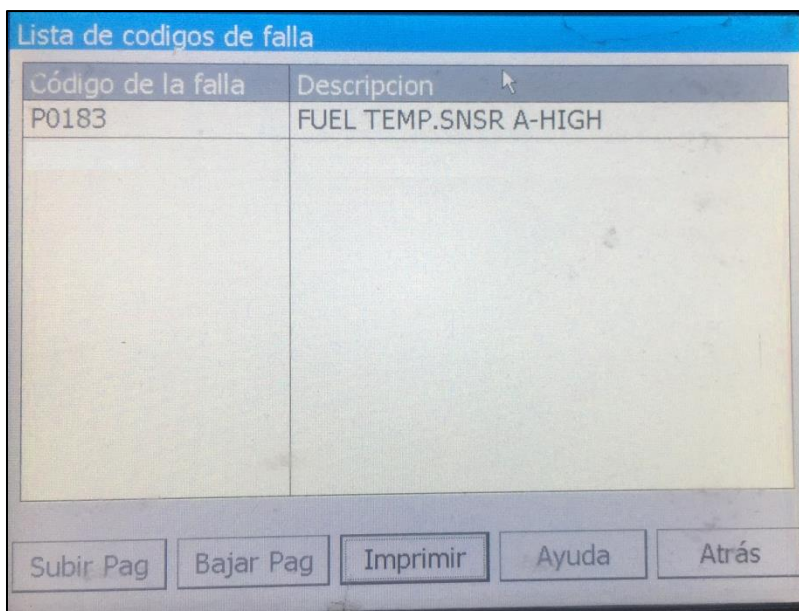 Lista de codigos de falla
Código de la falla Descripcion
P0183 FUEL TEMP.SNSR A-HIGH
Subir Pag Bajar Pag Imprimir Ayuda Atrás